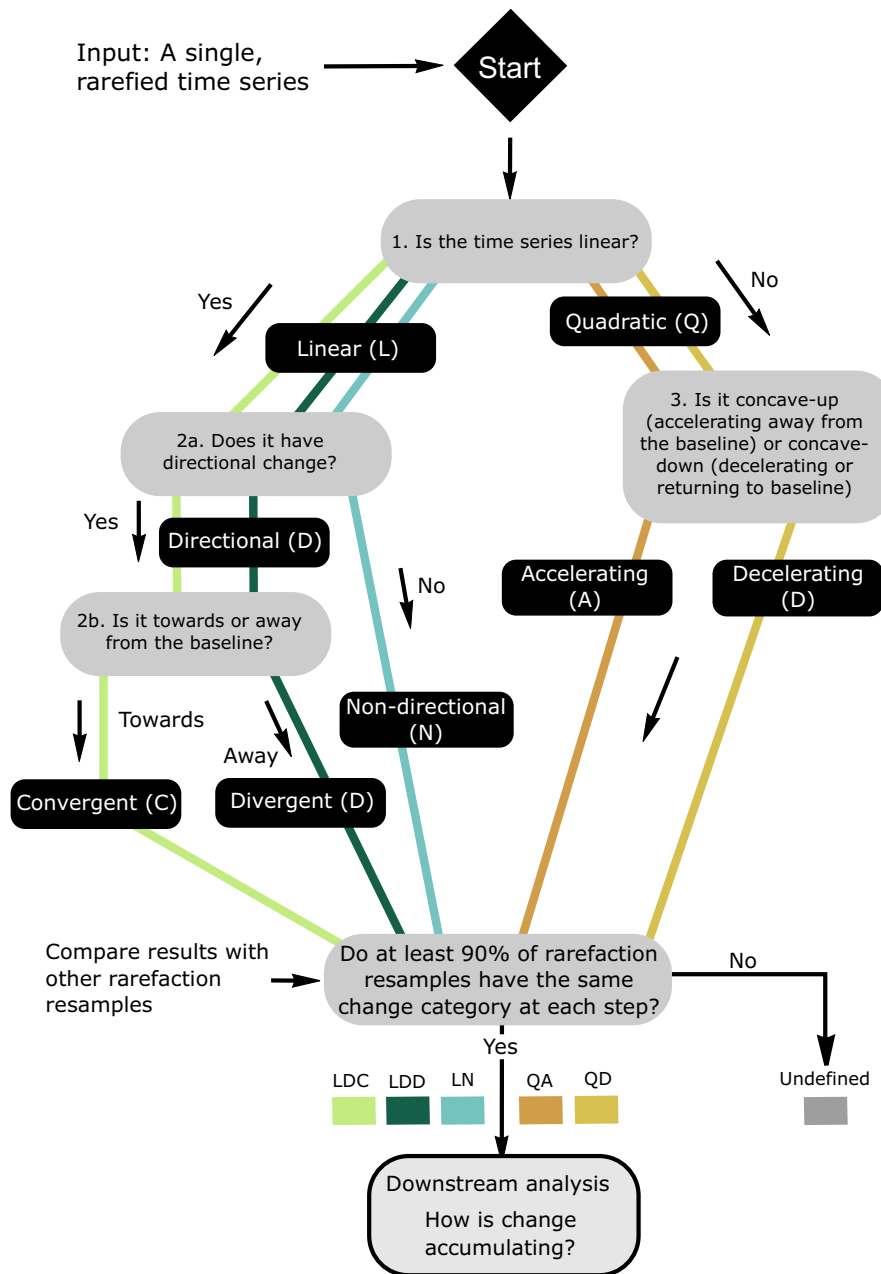 Input: A single,
rarefied time series
Start
1. Is the time series linear?
Yes
No
Linear (L)
Quadratic (Q)
2a. Does it have
directional change?
3. Is it concave-up
(accelerating away from
the baseline) or concave-
down (decelerating or
returning to baseline)
Yes
Directional (D)
No
Accelerating
(A)
Decelerating
(D)
2b. Is it towards or away
from the baseline?
Towards
Away
Non-directional
(N)
Convergent (C)
Divergent (D)
Compare results with
other rarefaction
resamples
Do at least 90% of rarefaction
resamples have the same
change category at each step?
No
Yes
LDC
LDD
LN
QA
QD
Undefined
Downstream analysis
How is change
accumulating?